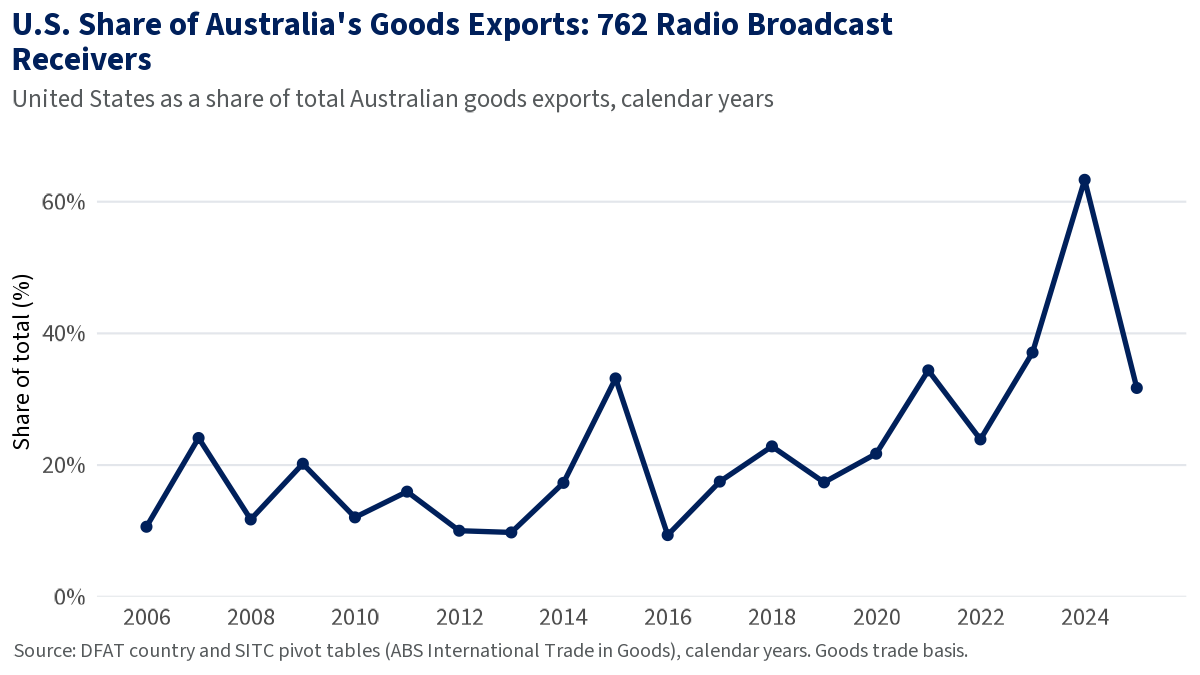 U.S. Share of Australia's Goods Exports: 762 Radio Broadcast
Receivers
United States as a share of total Australian goods exports, calendar years
Share of total (%)
60%
40%
20%
0%
2006 2008 2010 2012 2014 2016 2018 2020 2022 2024
Source: DFAT country and SITC pivot tables (ABS International Trade in Goods), calendar years. Goods trade basis.